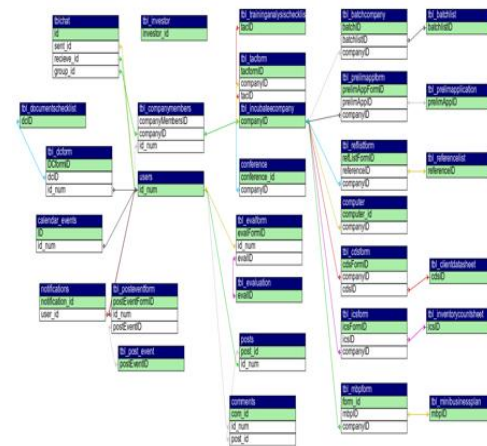 tblchat
id
sent_id
recieve_id
group_id
tbl_investor
investor_id
tbl_documentschecklist
dcID
tbl_dcform
DCformID
dcID
id_num
calendar_events
ID
id_num
notifications
notification_id
user_id
tbl_posteventform
postEventFormID
id_num
postEventID
tbl_post_event
postEventID
tbl_companymembers
companyMembersID
companyID
id_num
users
id_num
tbl_traininganalysischecklist
tacID
tbl_tacform
tacformID
companyID
tacID
tbl_incubateecompany
companyID
conference
conference_id
companyID
tbl_evalform
evalFormID
id_num
evalID
tbl_evaluation
evalID
posts
post_id
id_num
comments
com_id
id_num
post_id
tbl_batchcompany
batchID
batchlistID
companyID
tbl_prelimappform
prelimAppFormID
prelimAppID
companyID
tbl_reflistform
refListFormID
referenceID
companyID
computer
computer_id
companyID
tbl_cdsform
cdsFormID
companyID
cdsID
tbl_icsform
icsFormID
icsID
companyID
tbl_mbpform
form_id
mbpID
companyID
tbl_batchlist
batchlistID
tbl_prelimapplication
prelimAppID
tbl_referencelist
referenceID
tbl_clientdatasheet
cdsID
tbl_inventorycountsheet
icsID
tbl_minibusinessplan
mbpID